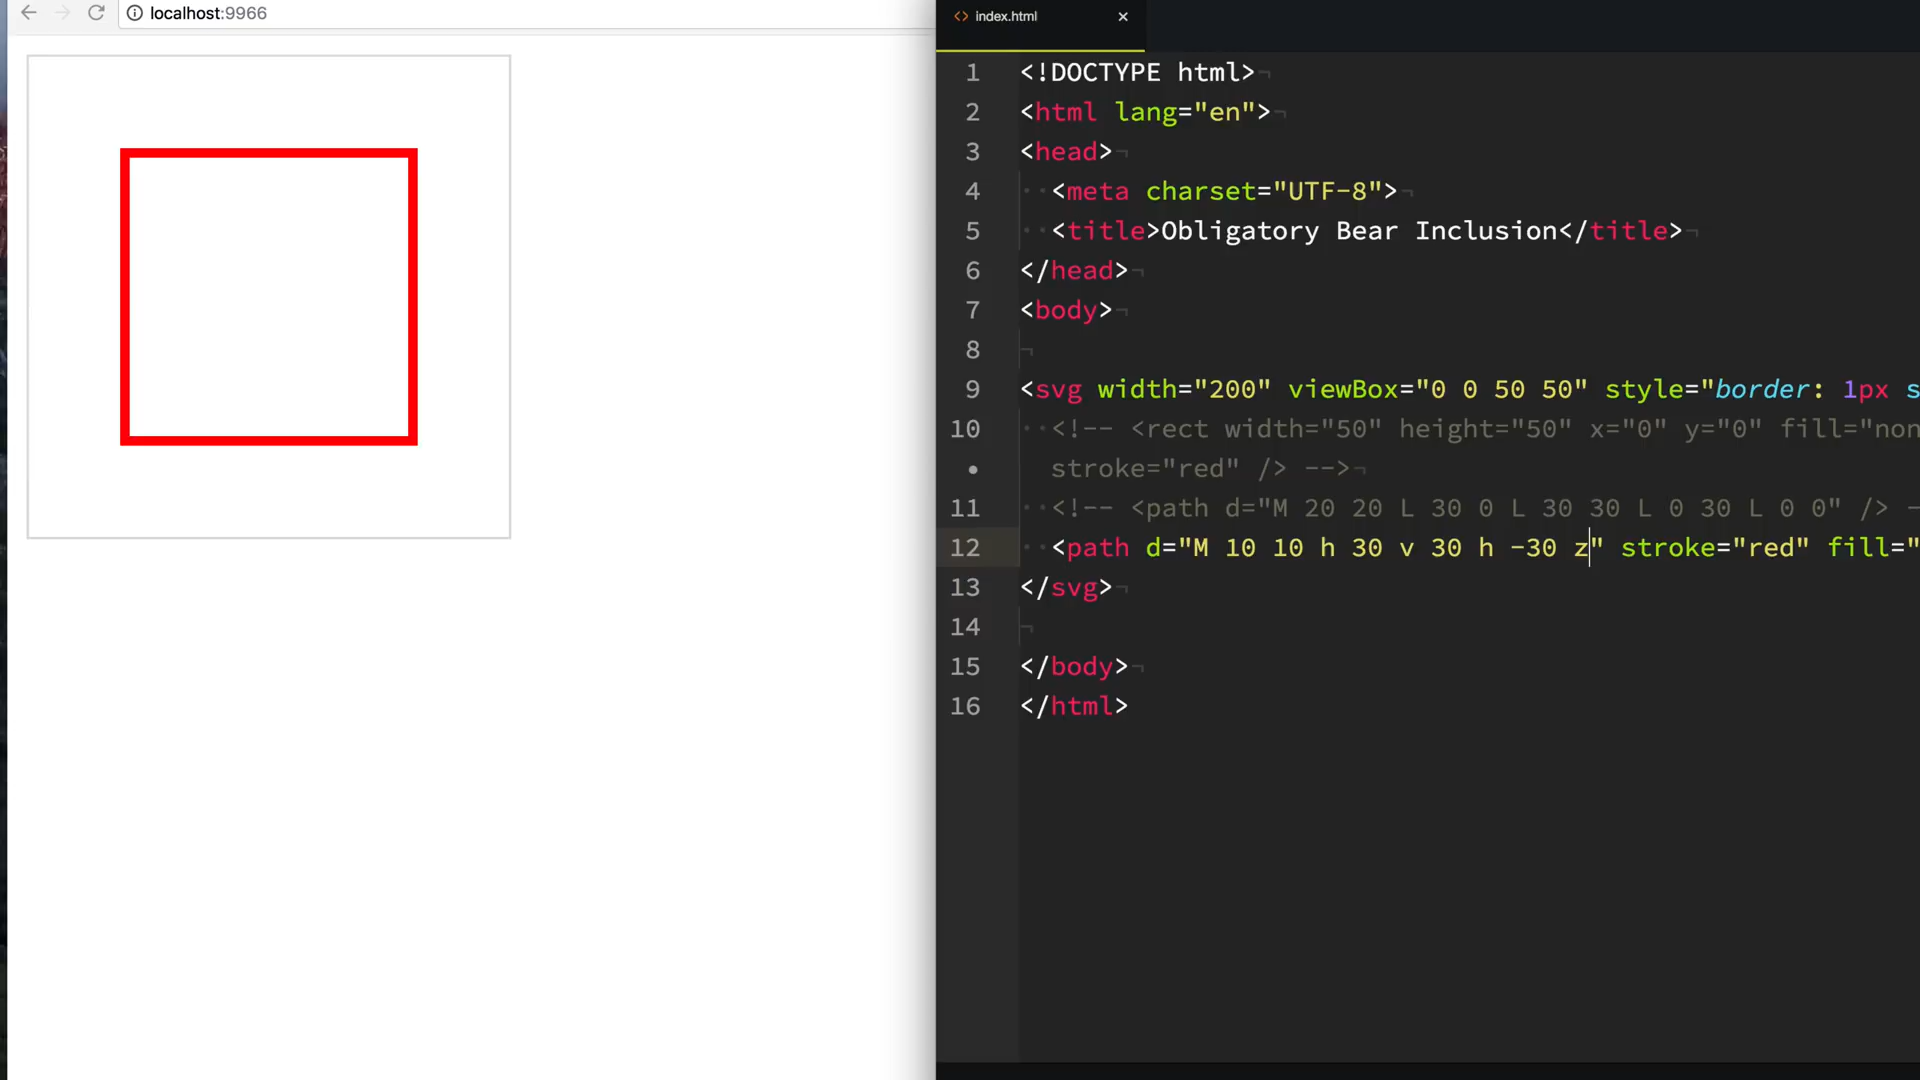 localhost:9966
index.html
1 <!DOCTYPE html>
2 <html lang="en">
3 <head>
4 <meta charset="UTF-8">
5 <title>Obligatory Bear Inclusion</title>
6 </head>
7 <body>
8
9 <svg width="200" viewBox="0 0 50 50" style="border: 1px s
10 <!-- <rect width="50" height="50" x="0" y="0" fill="non
stroke="red" /> -->
11 <!-- <path d="M 20 20 L 30 0 L 30 30 L 0 30 L 0 0" /> -
12 <path d="M 10 10 h 30 v 30 h -30 z" stroke="red" fill="
13 </svg>
14
15 </body>
16 </html>